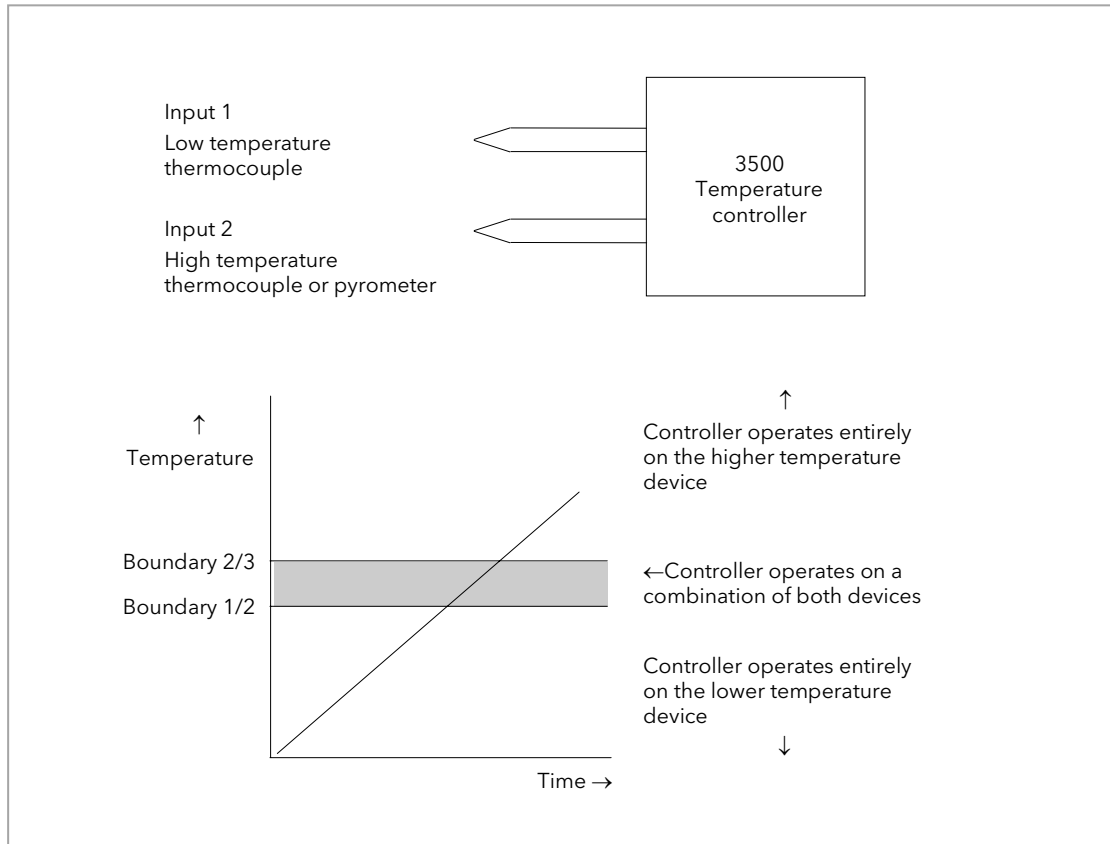 Input 1
Low temperature
thermocouple
Input 2
High temperature
thermocouple or pyrometer
3500
Temperature
controller
↑
Temperature
Boundary 2/3
Boundary 1/2
Time →
↑
Controller operates entirely
on the higher temperature
device
←Controller operates on a
combination of both devices
Controller operates entirely
on the lower temperature
device
↓